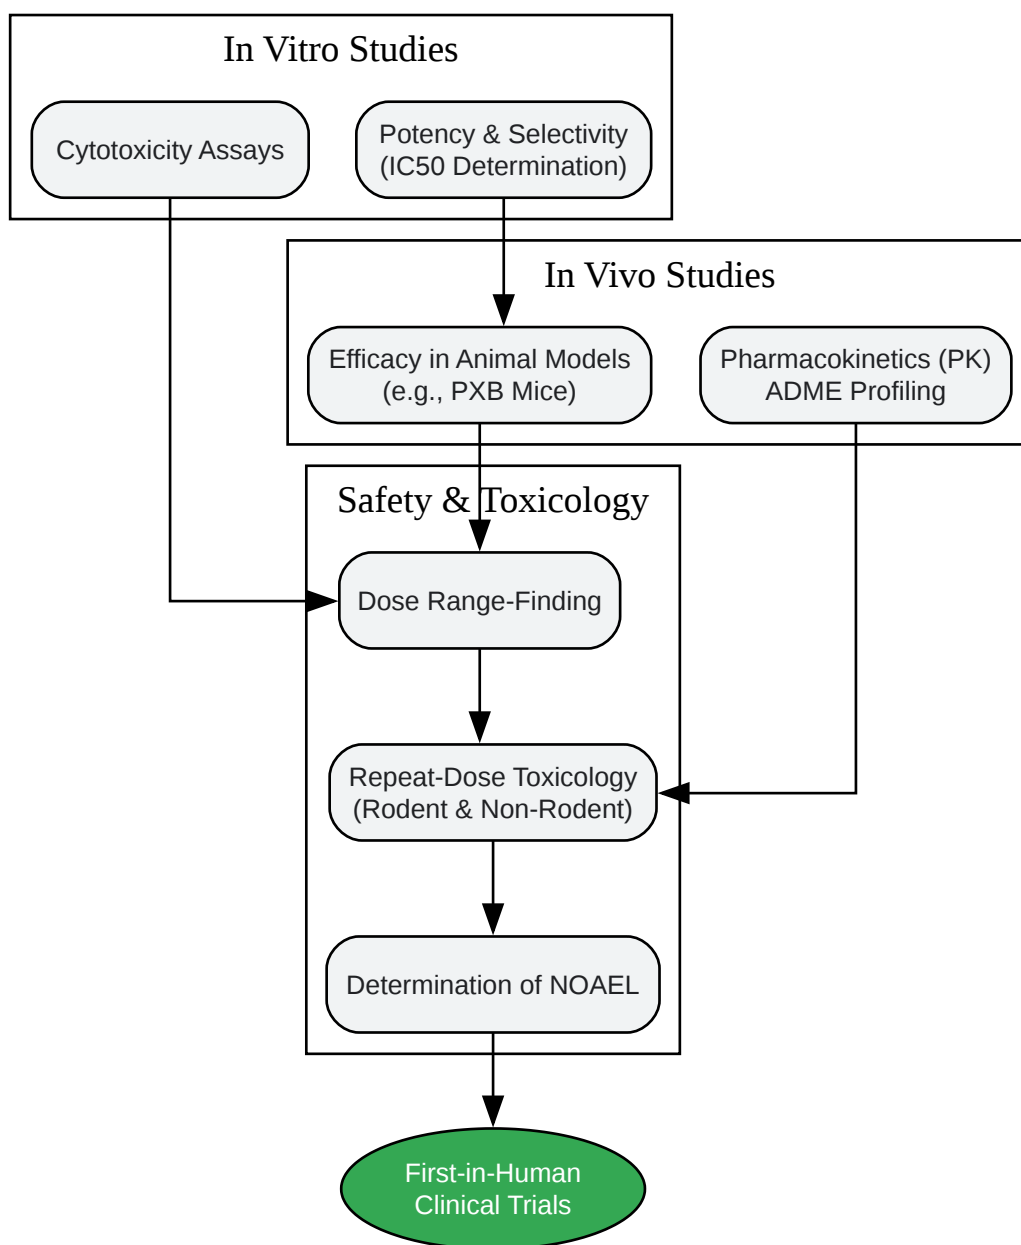 In Vitro Studies
Cytotoxicity Assays
Potency & Selectivity
(IC50 Determination)
In Vivo Studies
Efficacy in Animal Models
(e.g., PXB Mice)
Pharmacokinetics (PK)
ADME Profiling
Safety & Toxicology
Dose Range-Finding
Repeat-Dose Toxicology
(Rodent & Non-Rodent)
Determination of NOAEL
First-in-Human
Clinical Trials